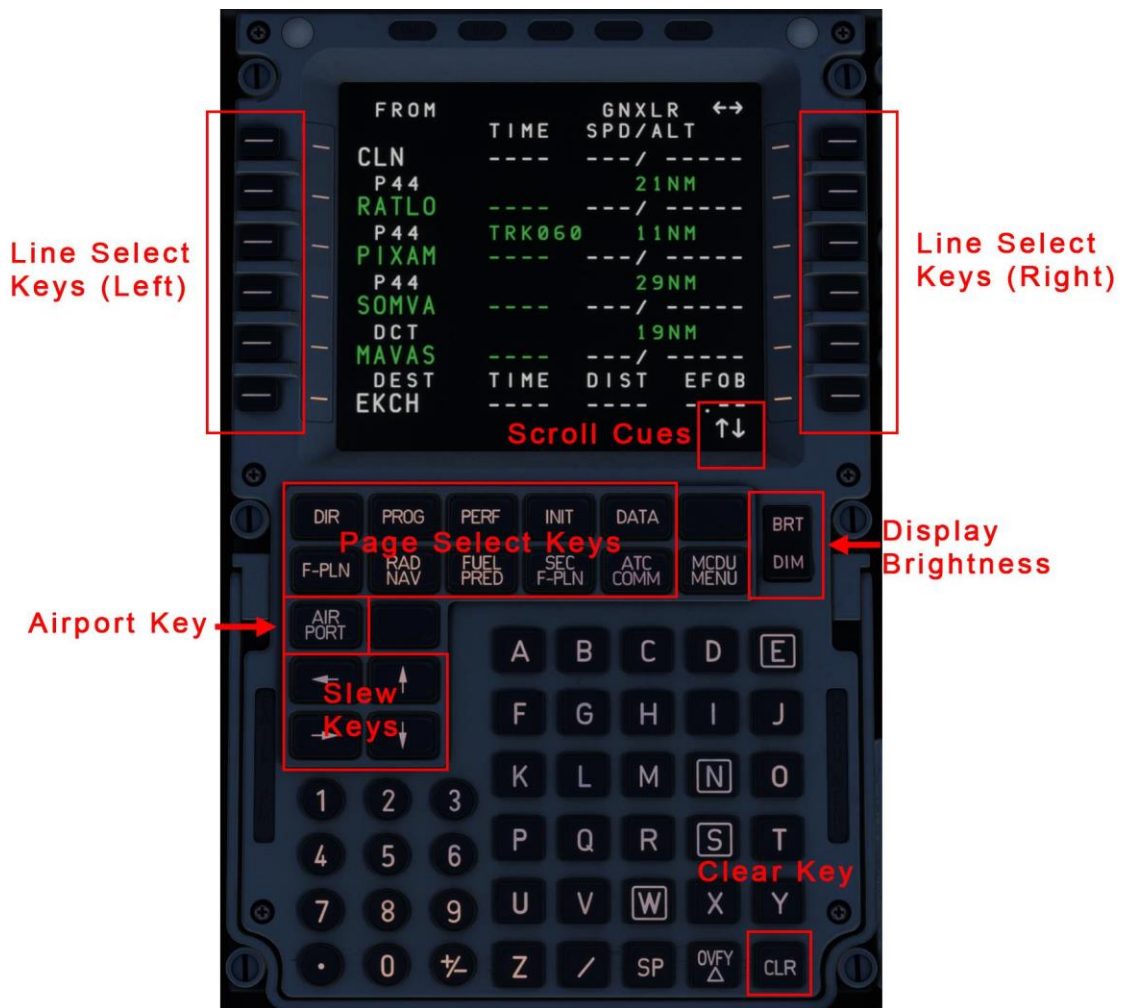 FROM GNXLR ←→
TIME SPD/ALT
CLN ---- ---/ -----
P44 21NM
RATLO ---- ---/ -----
P44 TRK060 11NM
PIXAM ---- ---/ -----
P44 29NM
SOMVA ---- ---/ -----
DCT 19NM
MAVAS ---- ---/ -----
DEST TIME DIST EFOB
EKCH ---- ---- --.--
Scroll Cues ↑↓
Line Select
Keys (Left)
Line Select
Keys (Right)
DIR PROG PERF INIT DATA
Page Select Keys
F-PLN RAD NAV FUEL PRED SEC F-PLN ATC COMM MCDU MENU
BRT
DIM
Display
Brightness
Airport Key
AIR PORT
← ↑
Slew
Keys
→ ↓
A B C D E
F G H I J
K L M N O
P Q R S T
U V W X Y
Z / SP OVFY △ CLR
Clear Key
1 2 3
4 5 6
7 8 9
. 0 +/-